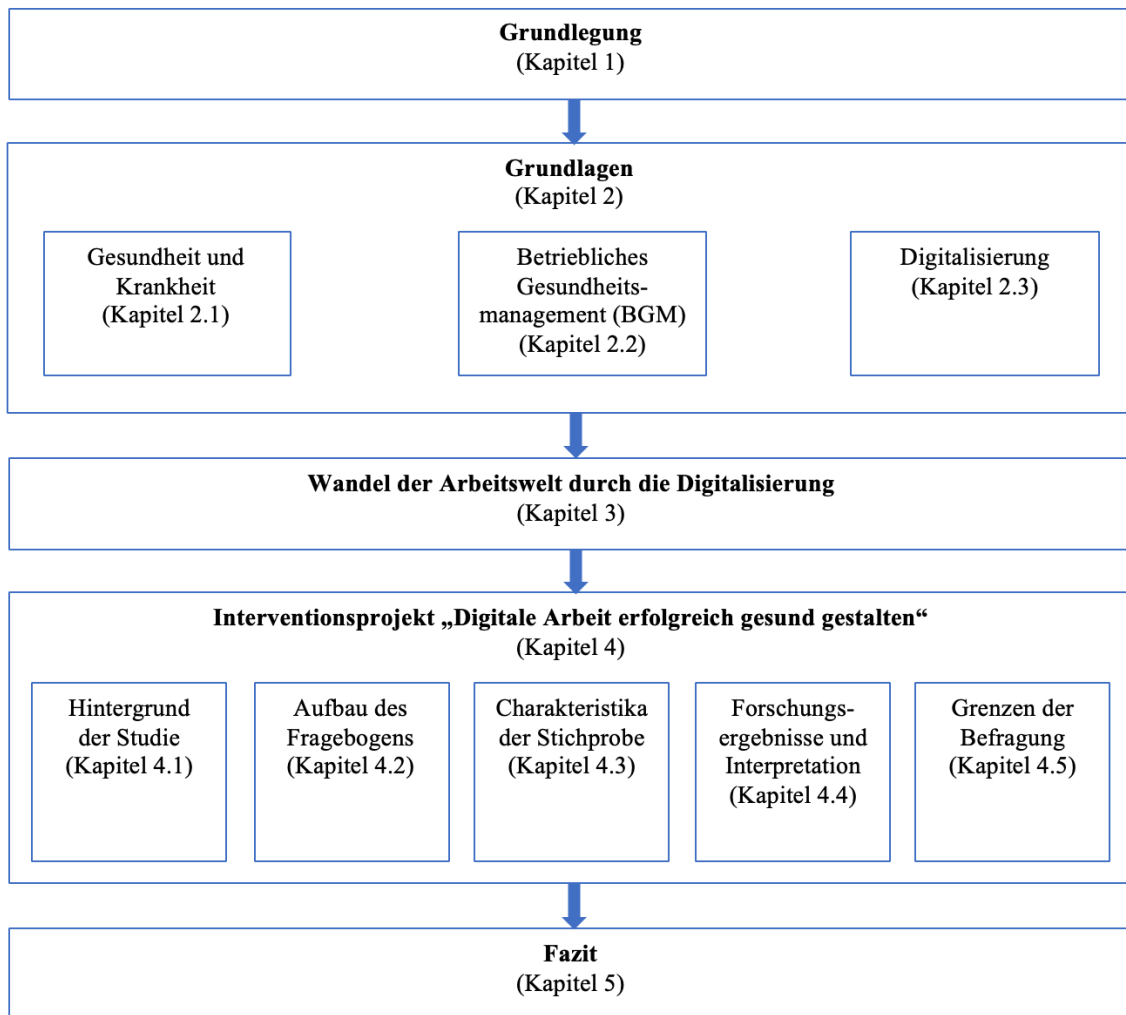 Grundlegung
(Kapitel 1)
Grundlagen
(Kapitel 2)
Gesundheit und
Krankheit
(Kapitel 2.1)
Betriebliches
Gesundheits-
management (BGM)
(Kapitel 2.2)
Digitalisierung
(Kapitel 2.3)
Wandel der Arbeitswelt durch die Digitalisierung
(Kapitel 3)
Interventionsprojekt „Digitale Arbeit erfolgreich gesund gestalten“
(Kapitel 4)
Hintergrund
der Studie
(Kapitel 4.1)
Aufbau des
Fragebogens
(Kapitel 4.2)
Charakteristika
der Stichprobe
(Kapitel 4.3)
Forschungs-
ergebnisse und
Interpretation
(Kapitel 4.4)
Grenzen der
Befragung
(Kapitel 4.5)
Fazit
(Kapitel 5)